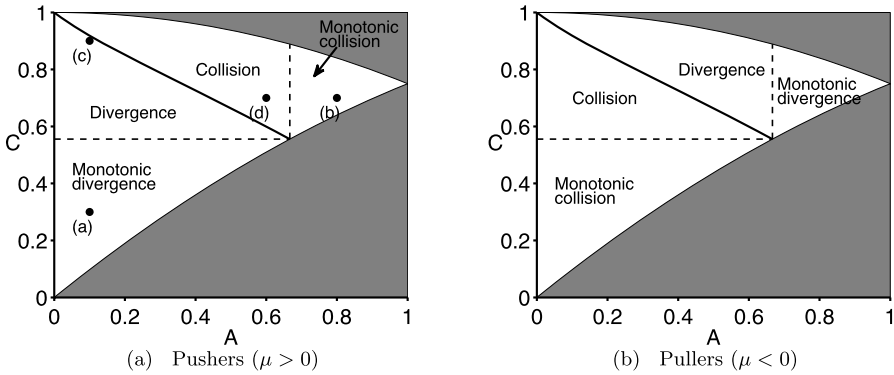 1
0.8
0.6
0.4
0.2
0
C
0 0.2 0.4 0.6 0.8 1
A
Monotonic
collision
(c)
Collision
(d)
(b)
Divergence
Monotonic
divergence
(a)
(a) Pushers (μ > 0)
1
0.8
0.6
0.4
0.2
0
C
0 0.2 0.4 0.6 0.8 1
A
Divergence
Monotonic
divergence
Collision
Monotonic
collision
(b) Pullers (μ < 0)